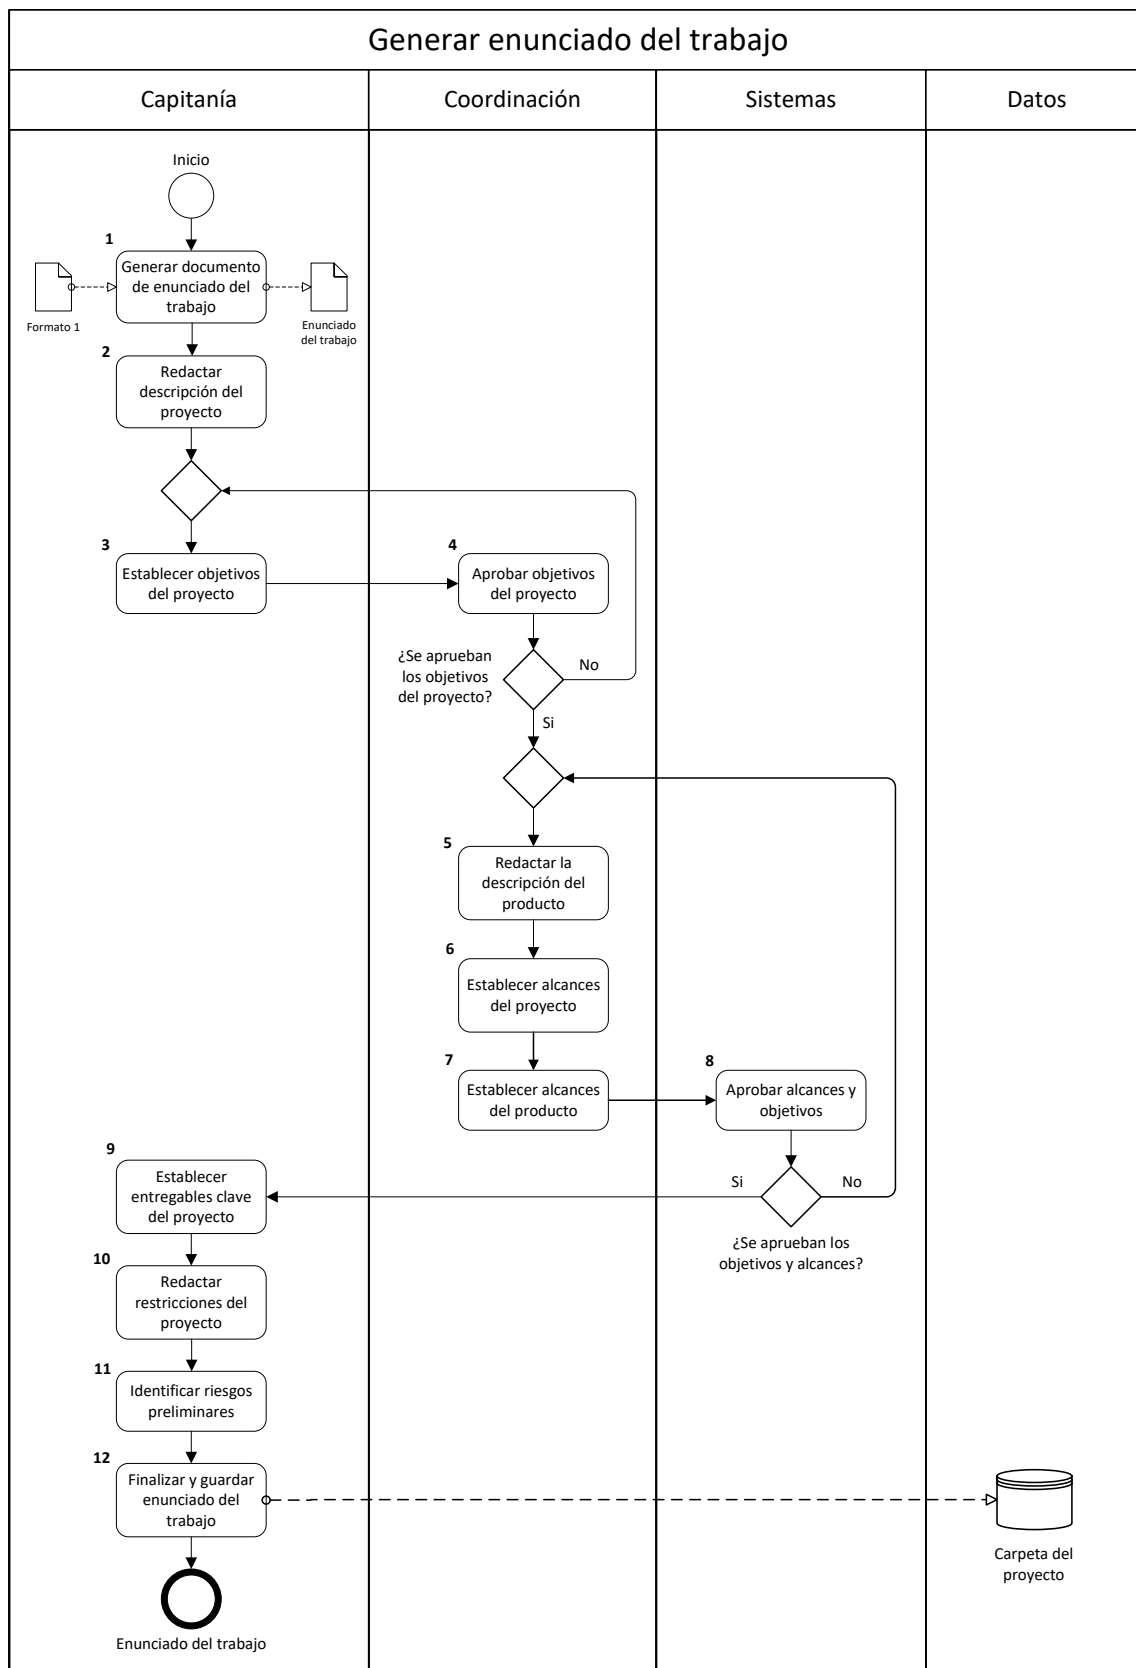 Generar enunciado del trabajo
Capitanía
Coordinación
Sistemas
Datos
Inicio
1
Generar documento
de enunciado del
trabajo
Formato 1
Enunciado
del trabajo
2
Redactar
descripción del
proyecto
3
Establecer objetivos
del proyecto
4
Aprobar objetivos
del proyecto
¿Se aprueban
los objetivos
del proyecto?
No
Si
5
Redactar la
descripción del
producto
6
Establecer alcances
del proyecto
7
Establecer alcances
del producto
8
Aprobar alcances y
objetivos
Si
No
¿Se aprueban los
objetivos y alcances?
9
Establecer
entregables clave
del proyecto
10
Redactar
restricciones del
proyecto
11
Identificar riesgos
preliminares
12
Finalizar y guardar
enunciado del
trabajo
Carpeta del
proyecto
Enunciado del trabajo